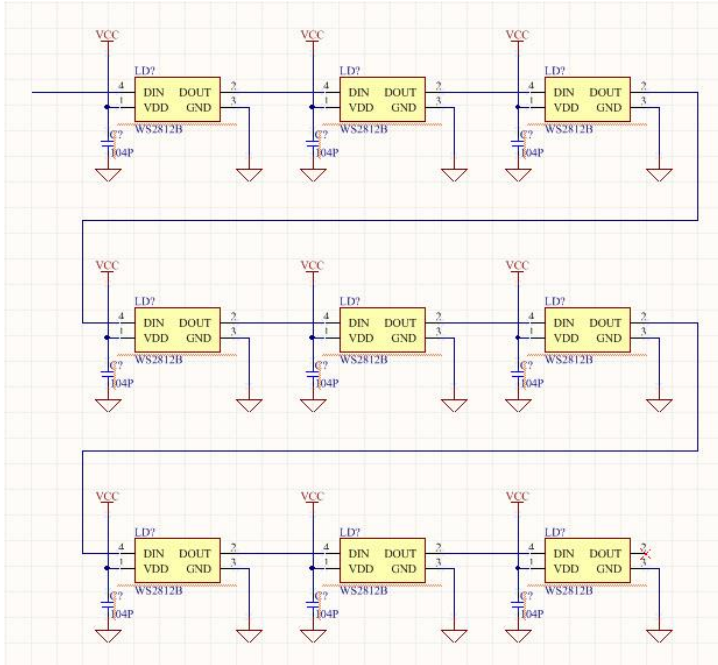 VCC VCC VCC
LD? LD? LD?
4 DIN DOUT 2 4 DIN DOUT 2 4 DIN DOUT 2
1 VDD GND 3 1 VDD GND 3 1 VDD GND 3
WS2812B WS2812B WS2812B
C? C? C?
104P 104P 104P
VCC VCC VCC
LD? LD? LD?
4 DIN DOUT 2 4 DIN DOUT 2 4 DIN DOUT 2
1 VDD GND 3 1 VDD GND 3 1 VDD GND 3
WS2812B WS2812B WS2812B
C? C? C?
104P 104P 104P
VCC VCC VCC
LD? LD? LD?
4 DIN DOUT 2 4 DIN DOUT 2 4 DIN DOUT 2
1 VDD GND 3 1 VDD GND 3 1 VDD GND 3
WS2812B WS2812B WS2812B
C? C? C?
104P 104P 104P